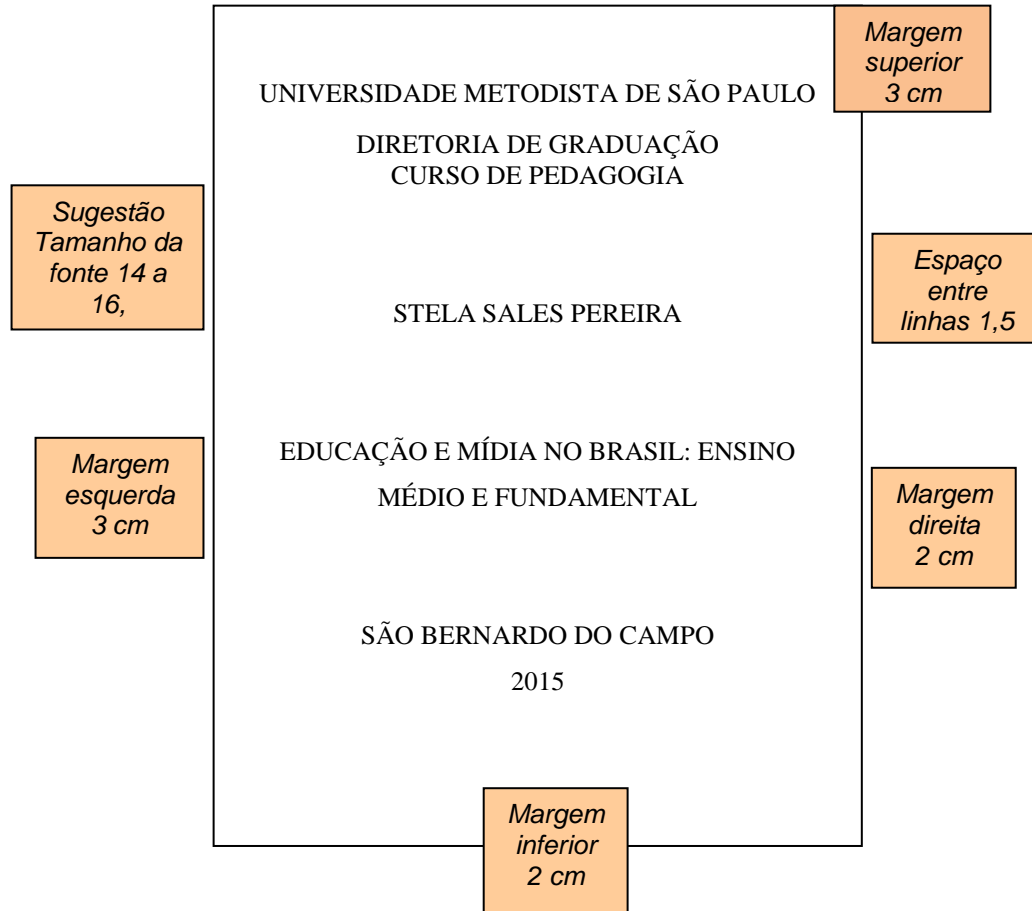 Margem
superior
3 cm
UNIVERSIDADE METODISTA DE SÃO PAULO
DIRETORIA DE GRADUAÇÃO
CURSO DE PEDAGOGIA
Sugestão
Tamanho da
fonte 14 a
16,
Espaço
entre
linhas 1,5
STELA SALES PEREIRA
Margem
esquerda
3 cm
EDUCAÇÃO E MÍDIA NO BRASIL: ENSINO
MÉDIO E FUNDAMENTAL
Margem
direita
2 cm
SÃO BERNARDO DO CAMPO
2015
Margem
inferior
2 cm